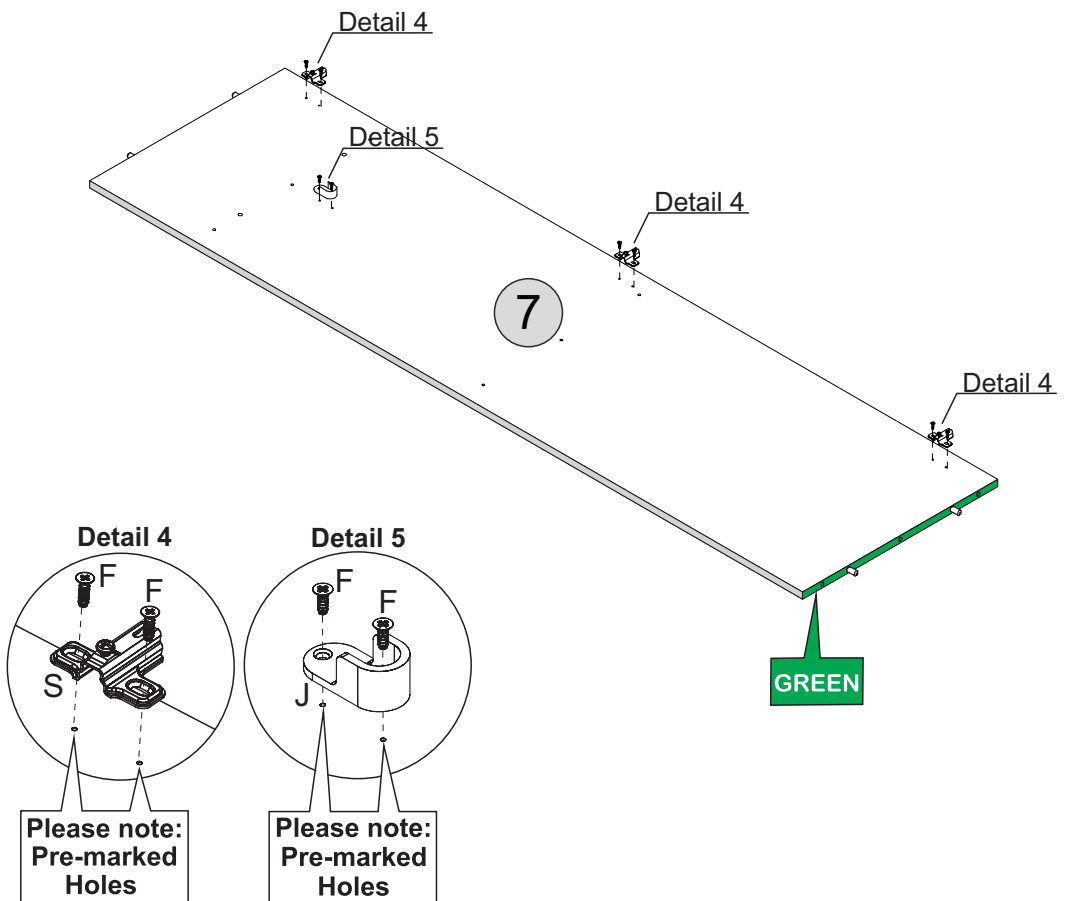 Detail 4
Detail 5
Detail 4
7
Detail 4
GREEN
Detail 4
F
F
S
Please note:
Pre-marked
Holes
Detail 5
F
F
J
Please note:
Pre-marked
Holes